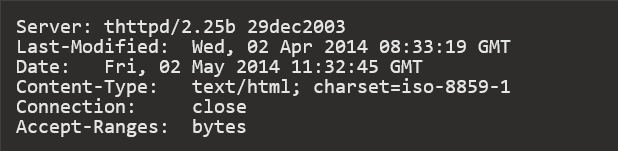 Server: thttpd/2.25b 29dec2003
Last-Modified: Wed, 02 Apr 2014 08:33:19 GMT
Date: Fri, 02 May 2014 11:32:45 GMT
Content-Type: text/html; charset=iso-8859-1
Connection: close
Accept-Ranges: bytes